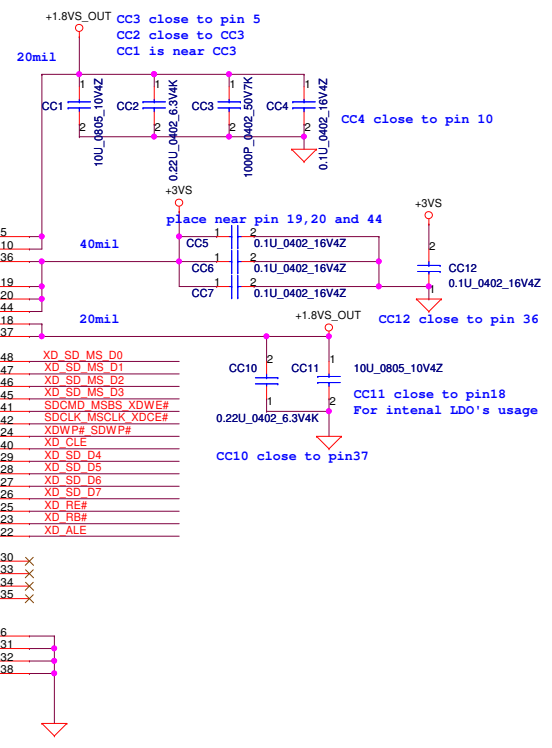 +1.8VS_OUT
CC3 close to pin 5
CC2 close to CC3
CC1 is near CC3
20mil
1 1 1 1
CC1 CC2 CC3 CC4
2 2 2 2
10U_0805_10V4Z
0.22U_0402_6.3V4K
1000P_0402_50V7K
0.1U_0402_16V4Z
CC4 close to pin 10
+3VS
+3VS
place near pin 19,20 and 44
5
10
36
40mil
CC5 1 2 0.1U_0402_16V4Z
CC6 1 2 0.1U_0402_16V4Z
CC7 1 2 0.1U_0402_16V4Z
2
CC12
0.1U_0402_16V4Z
1
19
20
44
18
37
20mil
+1.8VS_OUT
CC12 close to pin 36
2 1
CC10 CC11 10U_0805_10V4Z
1 2
0.22U_0402_6.3V4K
CC11 close to pin18
For intenal LDO's usage
CC10 close to pin37
48 XD_SD_MS_D0
47 XD_SD_MS_D1
46 XD_SD_MS_D2
45 XD_SD_MS_D3
41 SDCMD_MSBS_XDWE#
42 SDCLK_MSCLK_XDCE#
24 XDWP#_SDWP#
40 XD_CLE
29 XD_SD_D4
28 XD_SD_D5
27 XD_SD_D6
26 XD_SD_D7
25 XD_RE#
23 XD_RB#
22 XD_ALE
30
33
34
35
6
31
32
38